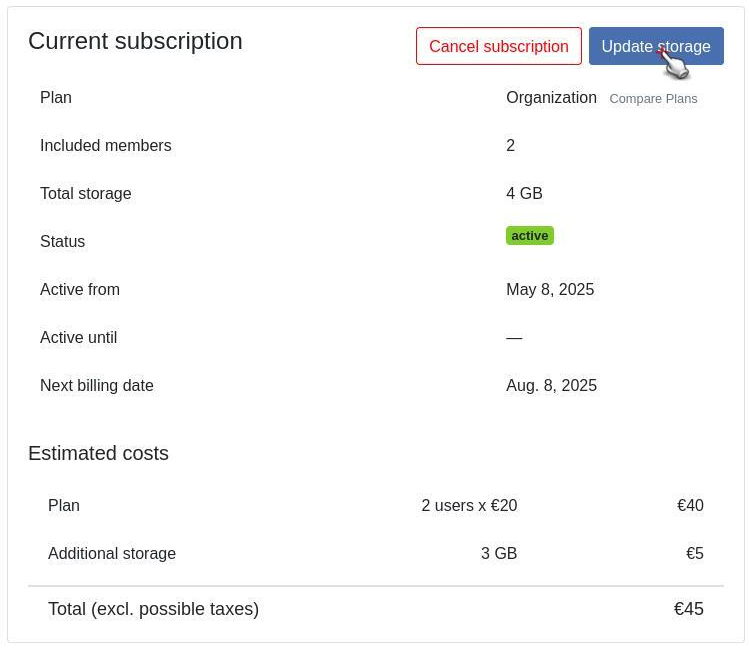 Current subscription
Cancel subscription
Update storage
Plan Organization Compare Plans
Included members 2
Total storage 4 GB
Status active
Active from May 8, 2025
Active until —
Next billing date Aug. 8, 2025
Estimated costs
Plan 2 users x €20 €40
Additional storage 3 GB €5
Total (excl. possible taxes) €45